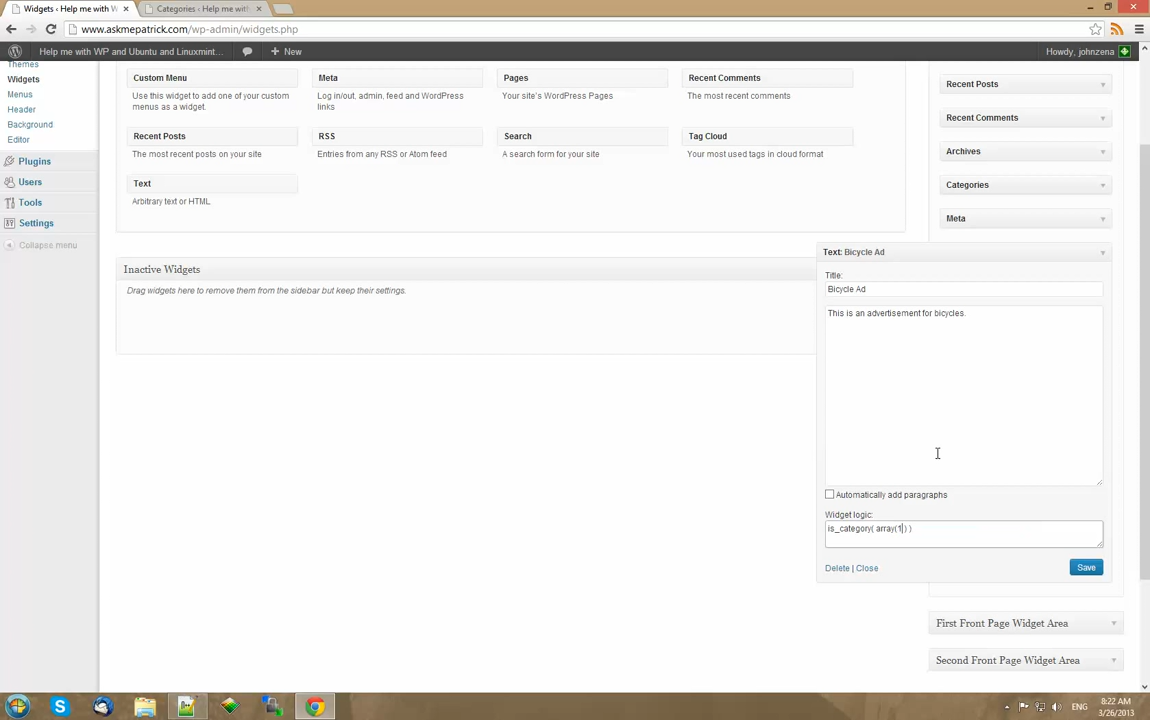 Widgets ‹ Help me with W
Categories ‹ Help me with
www.askmepatrick.com/wp-admin/widgets.php
Help me with WP and Ubuntu and Linuxmint...
New
Howdy, johnzena
Themes
Widgets
Menus
Header
Background
Editor
Plugins
Users
Tools
Settings
Collapse menu
Custom Menu
Use this widget to add one of your custom
menus as a widget.
Meta
Log in/out, admin, feed and WordPress
links
Pages
Your site's WordPress Pages
Recent Comments
The most recent comments
Recent Posts
The most recent posts on your site
RSS
Entries from any RSS or Atom feed
Search
A search form for your site
Tag Cloud
Your most used tags in cloud format
Text
Arbitrary text or HTML.
Inactive Widgets
Drag widgets here to remove them from the sidebar but keep their settings.
Recent Posts
Recent Comments
Archives
Categories
Meta
Text: Bicycle Ad
Title:
Bicycle Ad
This is an advertisement for bicycles.
Automatically add paragraphs
Widget logic:
is_category( array(1 ) )
Delete | Close
Save
First Front Page Widget Area
Second Front Page Widget Area
ENG
8:22 AM
3/26/2013